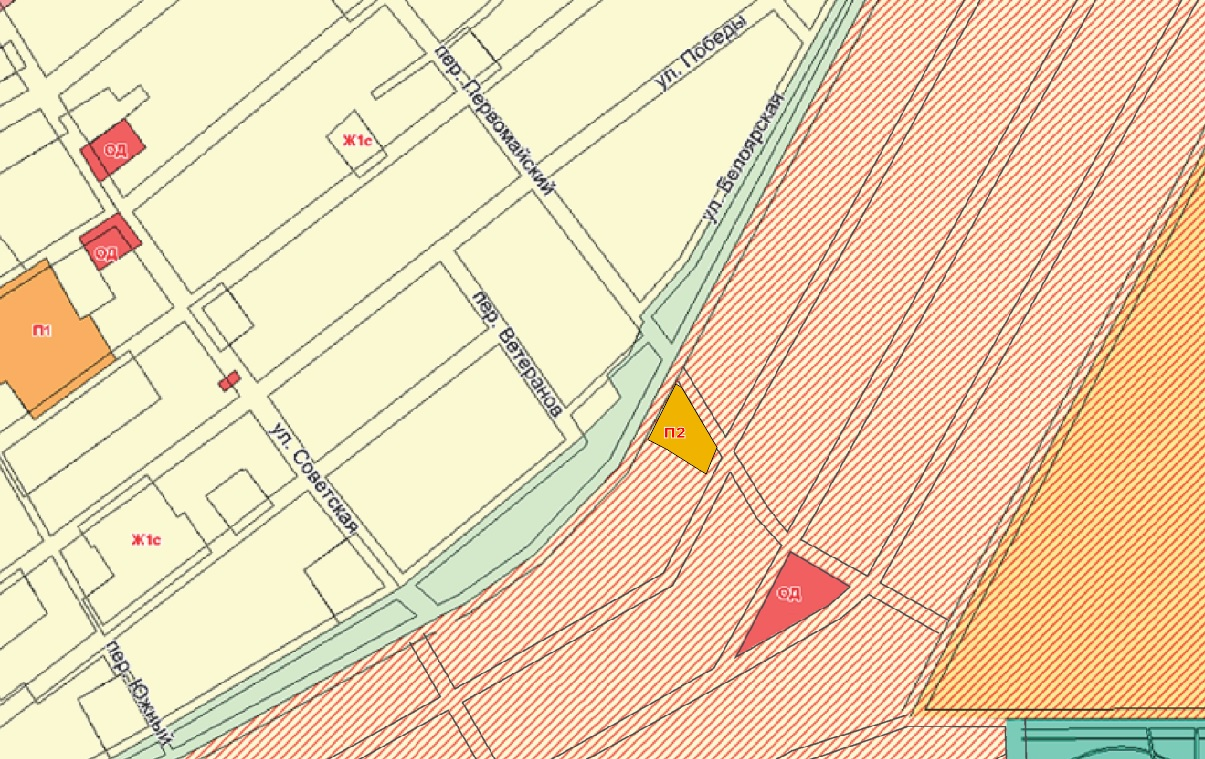 ул. Победы
пер. Первомайский
ул. Белоярская
Ж1с
ОД
ОД
П1
пер. Ветеранов
П2
ул. Советская
Ж1с
ОД
пер. Южный